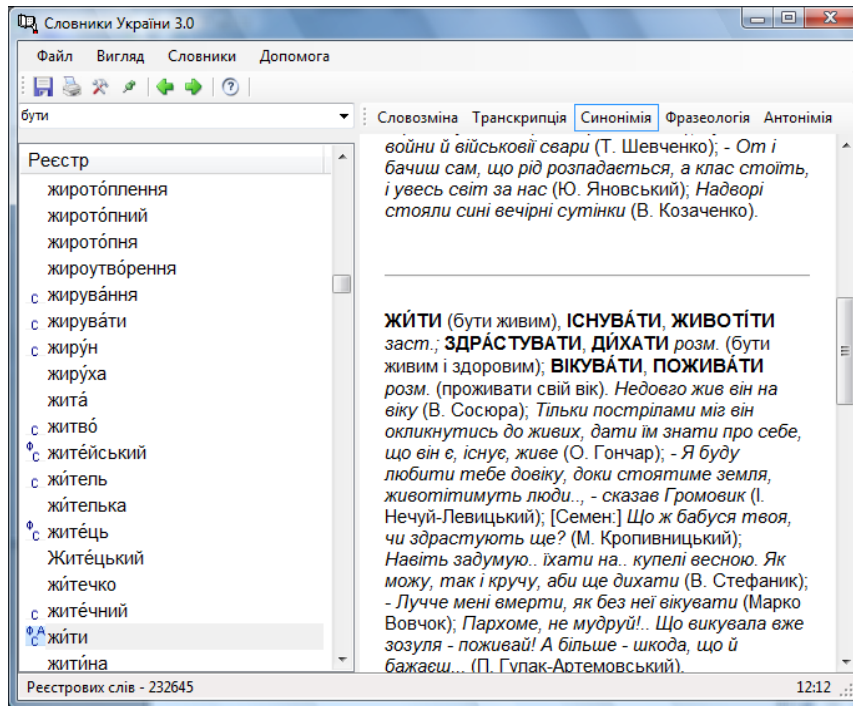 Словники України 3.0
Файл Вигляд Словники Допомога
бути
Словозміна Транскрипція Синонімія Фразеологія Антонімія
Реєстр
жирото́плення
жирото́пний
жирото́пня
жироутво́рення
с жирува́ння
с жирува́ти
с жиру́н
жиру́ха
жита́
с житво́
Ф с жите́йський
с жи́тель
жи́телька
Ф с жите́ць
Жите́цький
жи́течко
с жите́чний
Ф А с жи́ти
жити́на
войни й військової свари (Т. Шевченко); - От і
бачиш сам, що рід розпадається, а клас стоїть,
і увесь світ за нас (Ю. Яновський); Надворі
стояли сині вечірні сутінки (В. Козаченко).
ЖИ́ТИ (бути живим), ІСНУВА́ТИ, ЖИВОТІ́ТИ
заст.; ЗДРА́СТУВАТИ, ДИ́ХАТИ розм. (бути
живим і здоровим); ВІКУВА́ТИ, ПОЖИВА́ТИ
розм. (проживати свій вік). Недовго жив він на
віку (В. Сосюра); Тільки пострілами міг він
окликнутись до живих, дати їм знати про себе,
що він є, існує, живе (О. Гончар); - Я буду
любити тебе довіку, доки стоятиме земля,
животітимуть люди.., - сказав Громовик (І.
Нечуй-Левицький); [Семен:] Що ж бабуся твоя,
чи здрастують ще? (М. Кропивницький);
Навіть задумую.. їхати на.. купелі весною. Як
можу, так і кручу, аби ще дихати (В. Стефаник);
- Лучче мені вмерти, як без неї вікувати (Марко
Вовчок); Пархоме, не мудруй!.. Що викувала вже
зозуля - поживай! А більше - шкода, що й
бажаєш... (П. Гулак-Артемовський).
Реєстрових слів - 232645
12:12